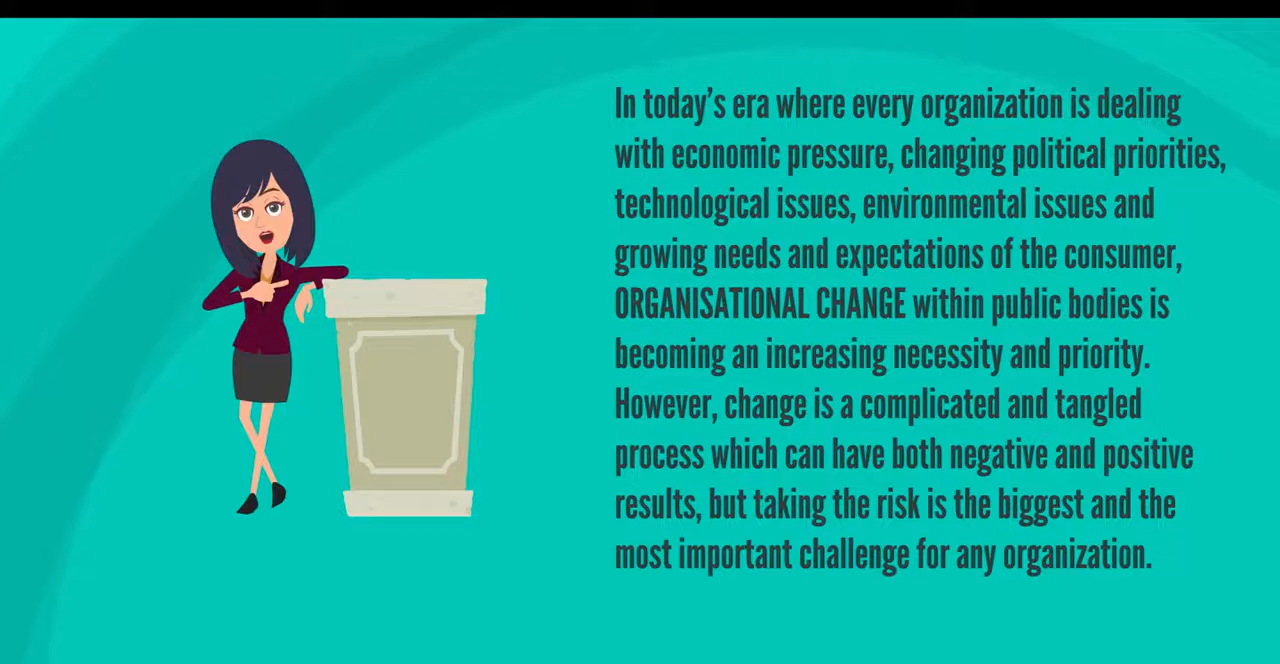 In today’s era where every organization is dealing
with economic pressure, changing political priorities,
technological issues, environmental issues and
growing needs and expectations of the consumer,
ORGANISATIONAL CHANGE within public bodies is
becoming an increasing necessity and priority.
However, change is a complicated and tangled
process which can have both negative and positive
results, but taking the risk is the biggest and the
most important challenge for any organization.